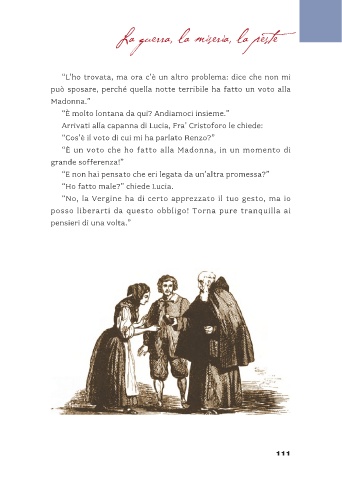 La guerra, la miseria, la peste
“L’ho trovata, ma ora c’è un altro problema: dice che non mi
può sposare, perché quella notte terribile ha fatto un voto alla
Madonna.”
“È molto lontana da qui? Andiamoci insieme.”
Arrivati alla capanna di Lucia, Fra’ Cristoforo le chiede:
“Cos’è il voto di cui mi ha parlato Renzo?”
“È un voto che ho fatto alla Madonna, in un momento di
grande sofferenza!”
“E non hai pensato che eri legata da un’altra promessa?”
“Ho fatto male?” chiede Lucia.
“No, la Vergine ha di certo apprezzato il tuo gesto, ma io
posso liberarti da questo obbligo! Torna pure tranquilla ai
pensieri di una volta.”
111